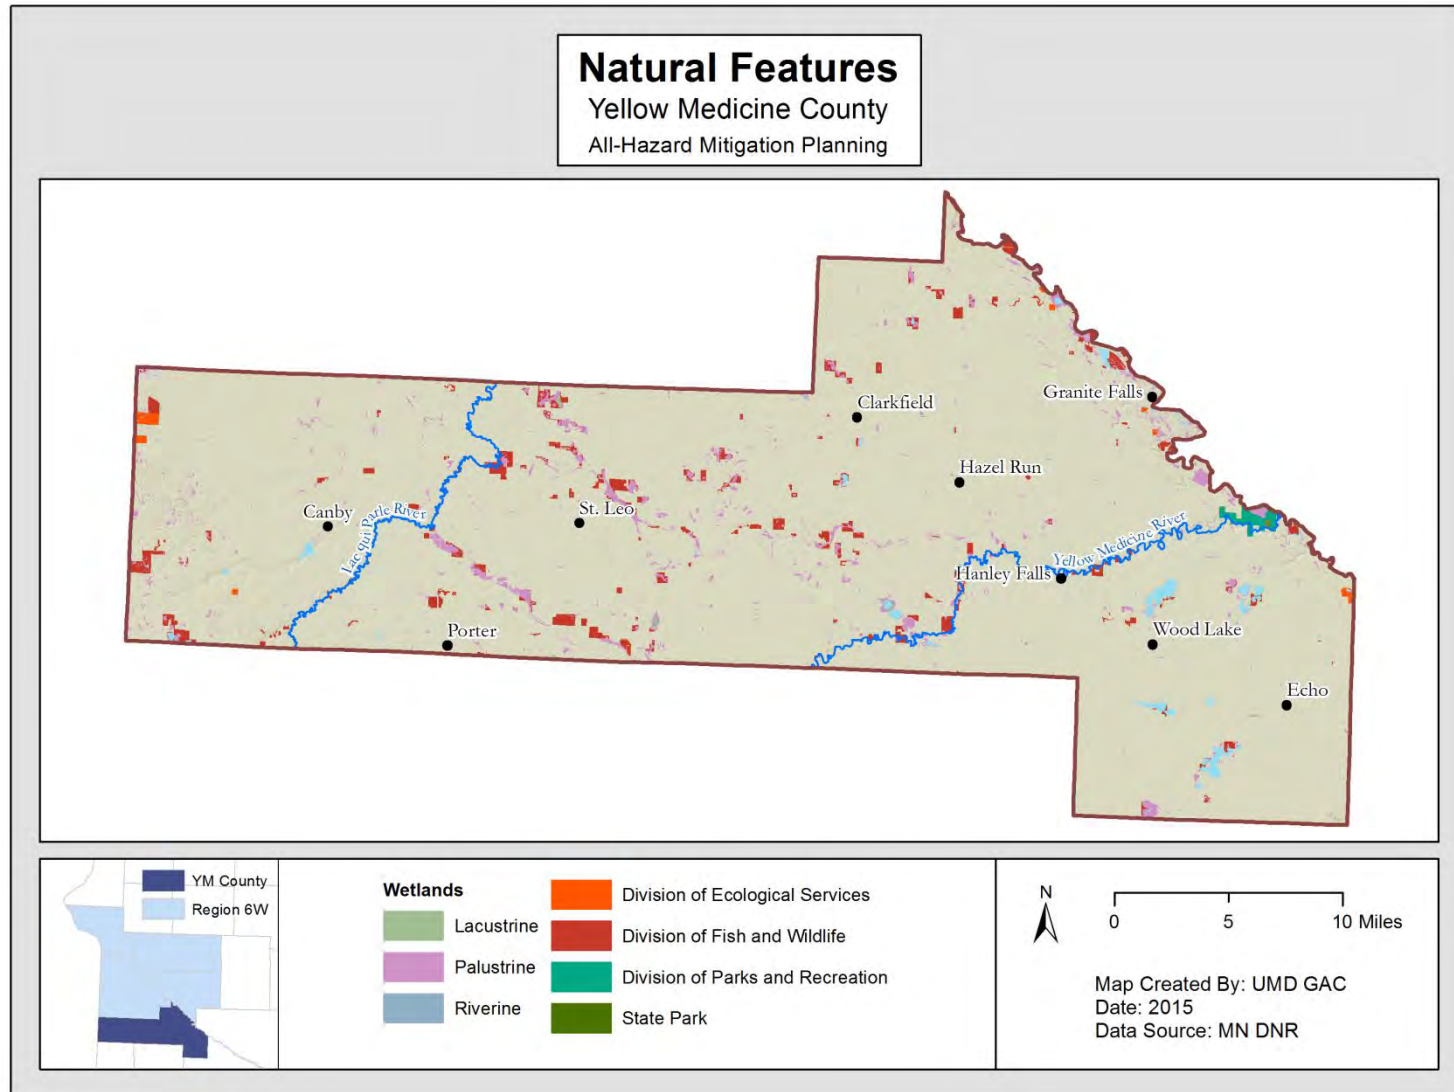 Natural Features
Yellow Medicine County
All-Hazard Mitigation Planning
Granite Falls
Clarkfield
Hazel Run
Canby
Lac qui Parle River
St. Leo
Yellow Medicine River
Hanley Falls
Porter
Wood Lake
Echo
YM County
Region 6W
Wetlands
Lacustrine
Palustrine
Riverine
Division of Ecological Services
Division of Fish and Wildlife
Division of Parks and Recreation
State Park
N
0 5 10 Miles
Map Created By: UMD GAC
Date: 2015
Data Source: MN DNR